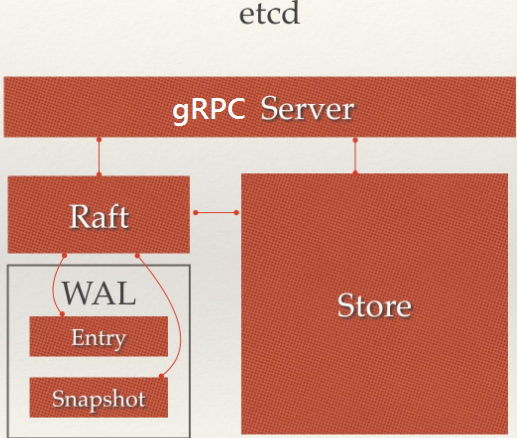 etcd
gRPC Server
Raft
WAL
Entry
Snapshot
Store